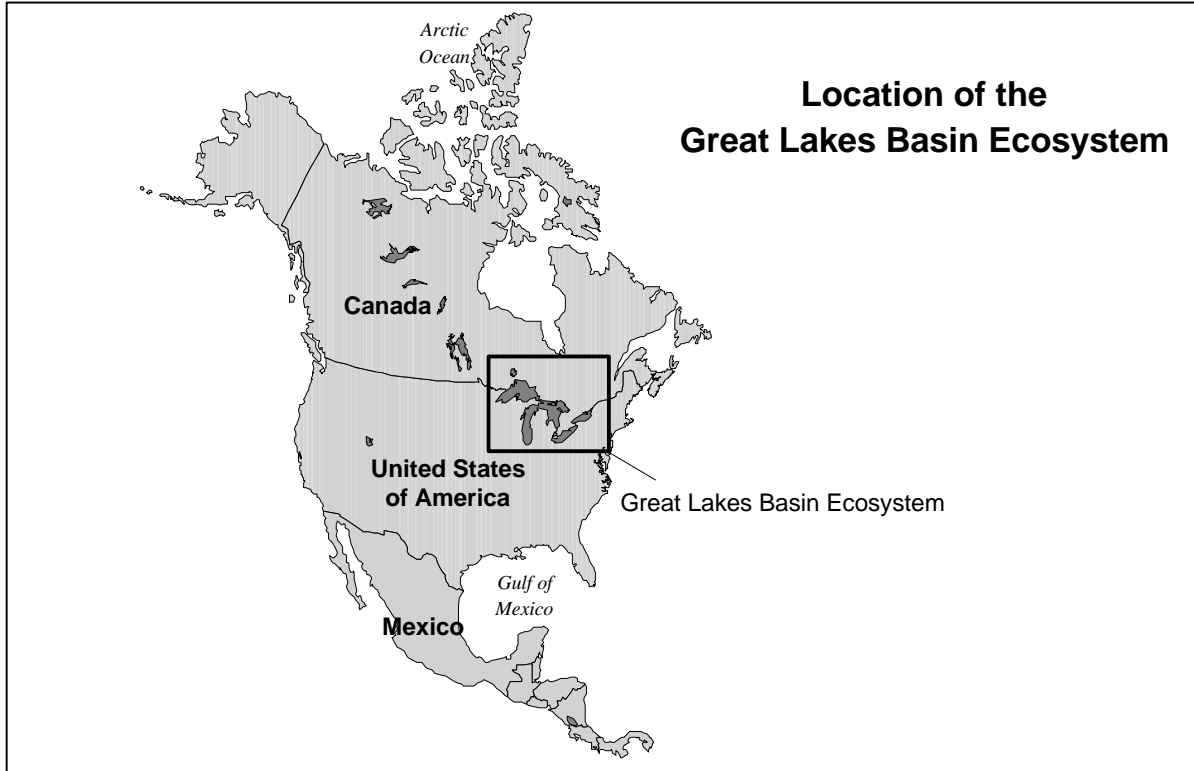 Arctic
Ocean
Location of the
Great Lakes Basin Ecosystem
Canada
United States
of America
Great Lakes Basin Ecosystem
Gulf of
Mexico
Mexico